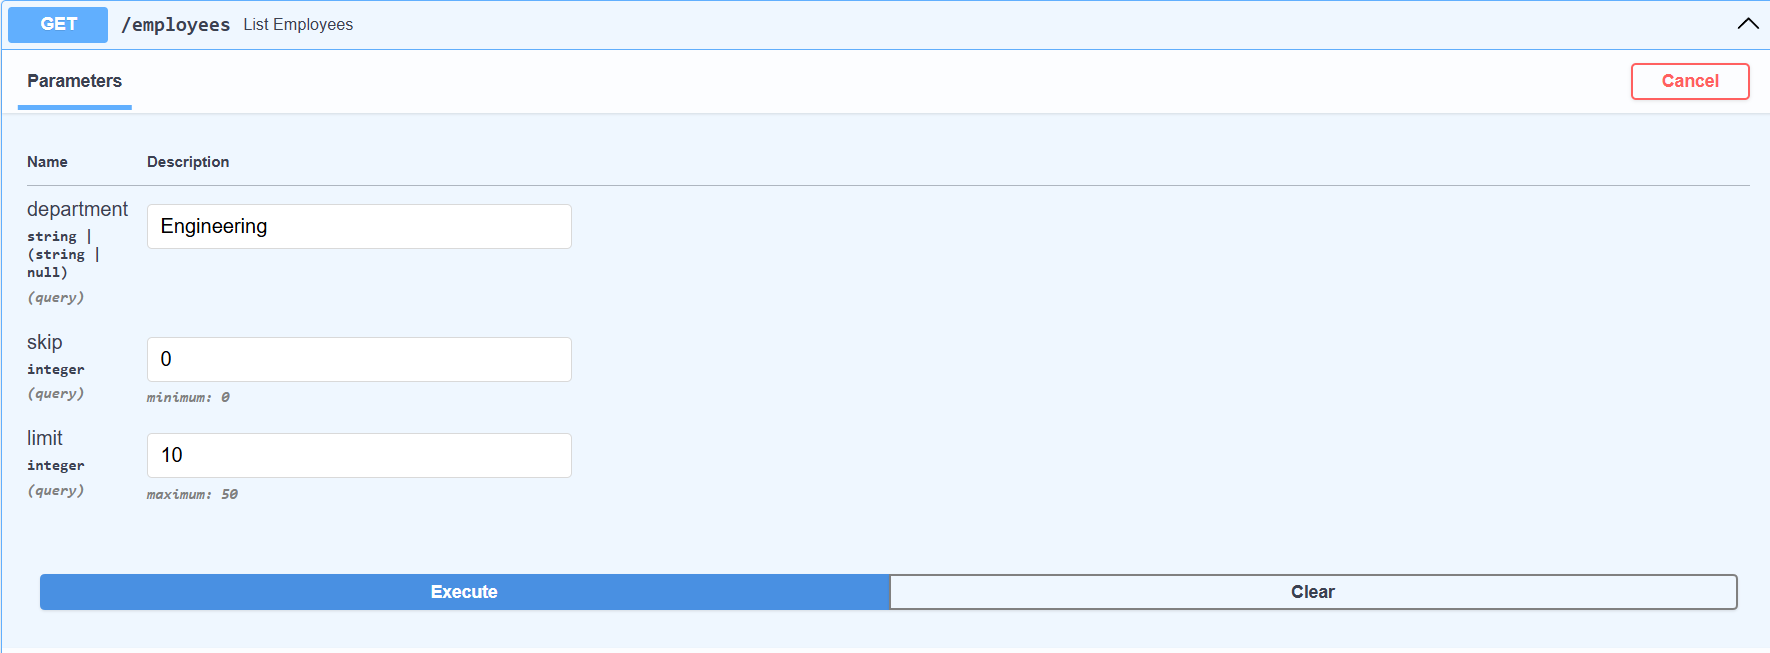 GET /employees List Employees
Parameters
Cancel
Name Description
department
string |
(string |
null)
(query)
Engineering
skip
integer
(query)
0
minimum: 0
limit
integer
(query)
10
maximum: 50
Execute Clear